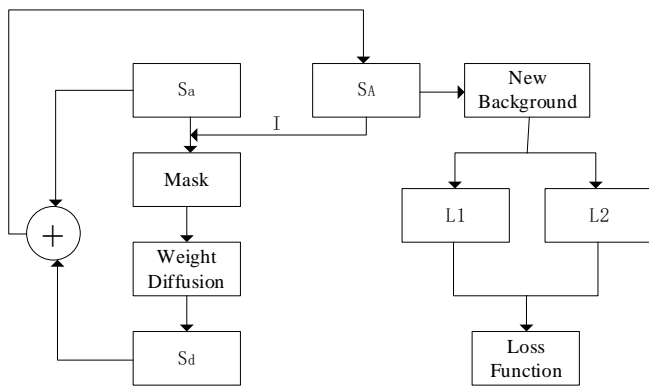 Sa
SA
New
Background
I
Mask
L1
L2
+
Weight
Diffusion
Sd
Loss
Function